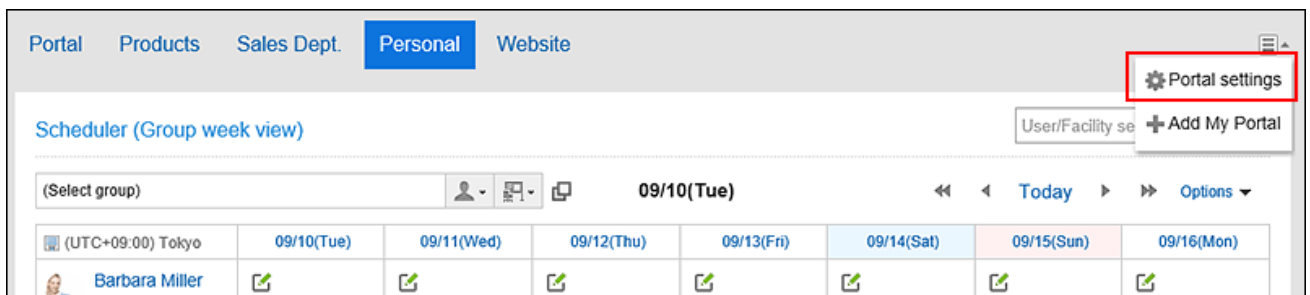 Portal Products Sales Dept. Personal Website
Portal settings
Add My Portal
Scheduler (Group week view)
User/Facility se
(Select group)
09/10(Tue)
Today
Options
(UTC+09:00) Tokyo 09/10(Tue) 09/11(Wed) 09/12(Thu) 09/13(Fri) 09/14(Sat) 09/15(Sun) 09/16(Mon)
Barbara Miller